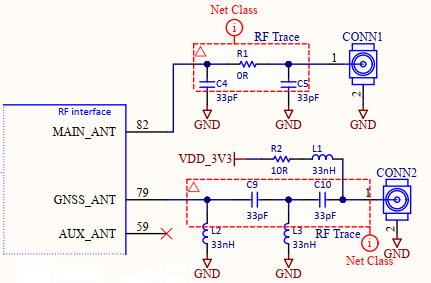 Net Class
i
RF Trace
CONN1
R1
0R
1
C4
33pF
C5
33pF
2
GND
GND
GND
RF interface
MAIN_ANT
82
VDD_3V3
R2
10R
L1
33nH
CONN2
GNSS_ANT
79
C9
33pF
C10
33pF
1
AUX_ANT
59
L2
33nH
L3
33nH
RF Trace
2
i
Net Class
GND
GND
GND